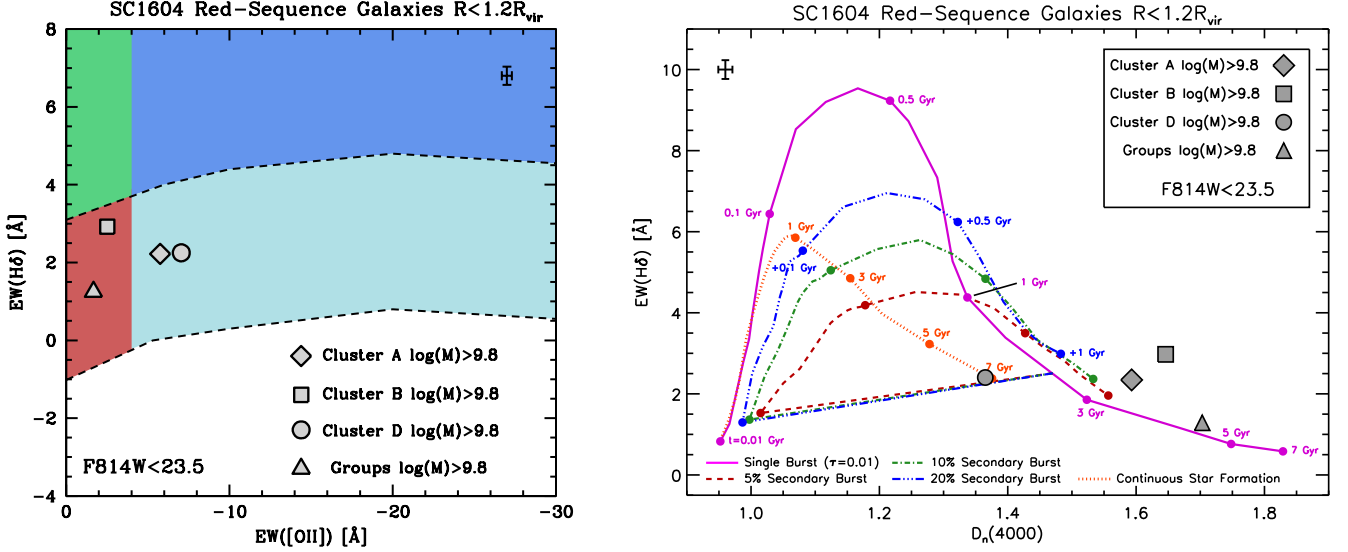 SC1604 Red-Sequence Galaxies R<1.2Rvir
8
6
4
2
0
-2
-4
EW(Hδ) [Å]
Cluster A log(M)>9.8
Cluster B log(M)>9.8
Cluster D log(M)>9.8
Groups log(M)>9.8
F814W<23.5
0
-10
-20
-30
EW([OII]) [Å]
SC1604 Red-Sequence Galaxies R<1.2Rvir
10
8
6
4
2
0
EW(Hδ) [Å]
Cluster A log(M)>9.8
Cluster B log(M)>9.8
Cluster D log(M)>9.8
Groups log(M)>9.8
F814W<23.5
0.5 Gyr
0.1 Gyr
1 Gyr
+0.5 Gyr
+0.1 Gyr
3 Gyr
1 Gyr
5 Gyr
+1 Gyr
7 Gyr
3 Gyr
t=0.01 Gyr
5 Gyr
7 Gyr
Single Burst (τ=0.01)
10% Secondary Burst
5% Secondary Burst
20% Secondary Burst
Continuous Star Formation
1.0
1.2
1.4
1.6
1.8
Dn(4000)